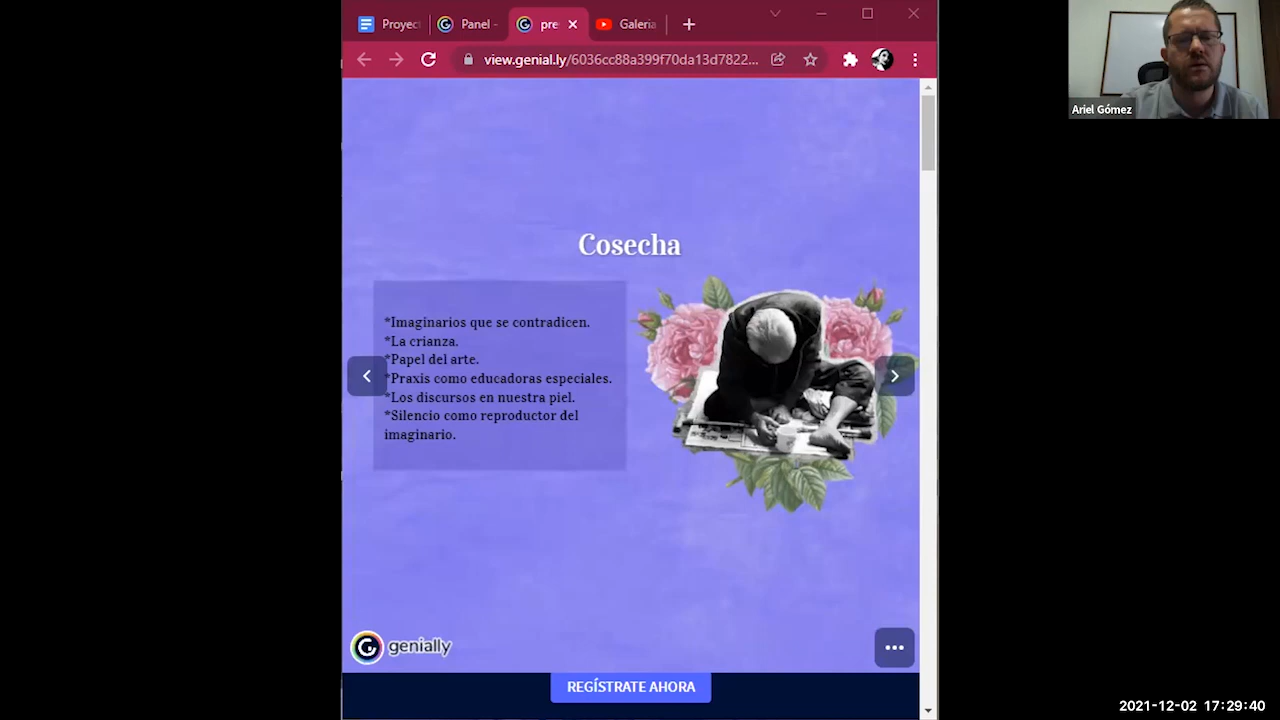 Proyec
Panel -
pre
Galeria
view.genial.ly/6036cc88a399f70da13d7822...
Ariel Gómez
Cosecha
*Imaginarios que se contradicen.
*La crianza.
*Papel del arte.
*Praxis como educadoras especiales.
*Los discursos en nuestra piel.
*Silencio como reproductor del
imaginario.
genially
REGÍSTRATE AHORA
2021-12-02 17:29:40